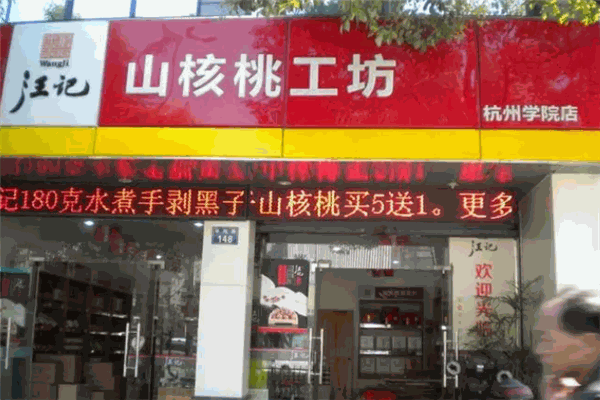 WangJi
汪记
山核桃工坊
杭州学院店
记180克水煮手剥黑子·山核桃买5送1。更多
148
汪记
欢迎光临